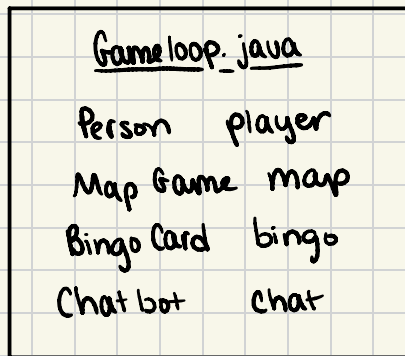 Gameloop.java
Person player
Map Game map
Bingo Card bingo
Chatbot chat